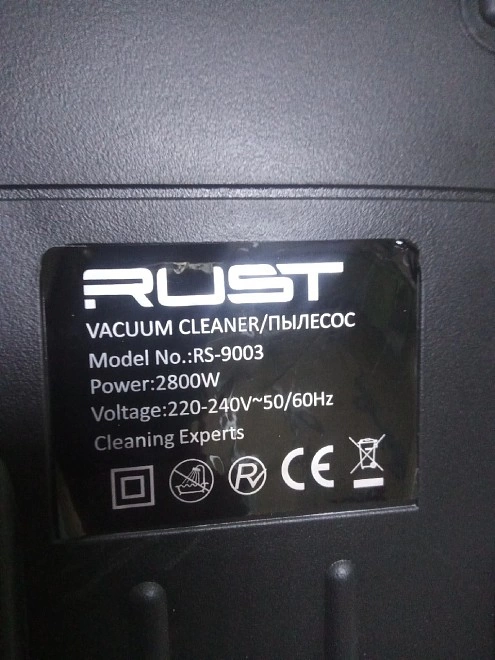 RUST
VACUUM CLEANER/ПЫЛЕСОС
Model No.:RS-9003
Power:2800W
Voltage:220-240V~50/60Hz
Cleaning Experts
CE